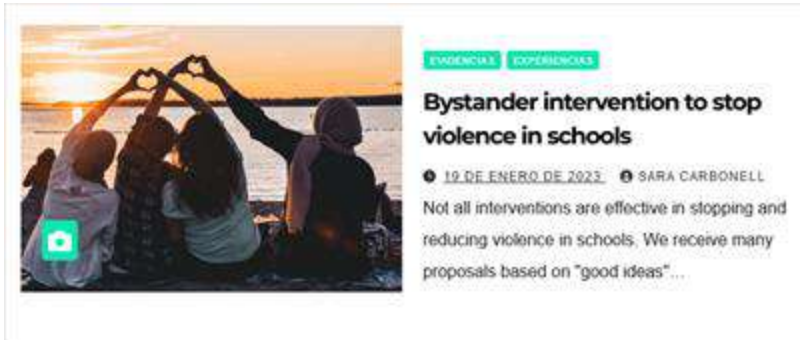 EVIDENCIAS EXPERIENCIAS
Bystander intervention to stop
violence in schools
19 DE ENERO DE 2023 SARA CARBONELL
Not all interventions are effective in stopping and
reducing violence in schools. We receive many
proposals based on "good ideas"...